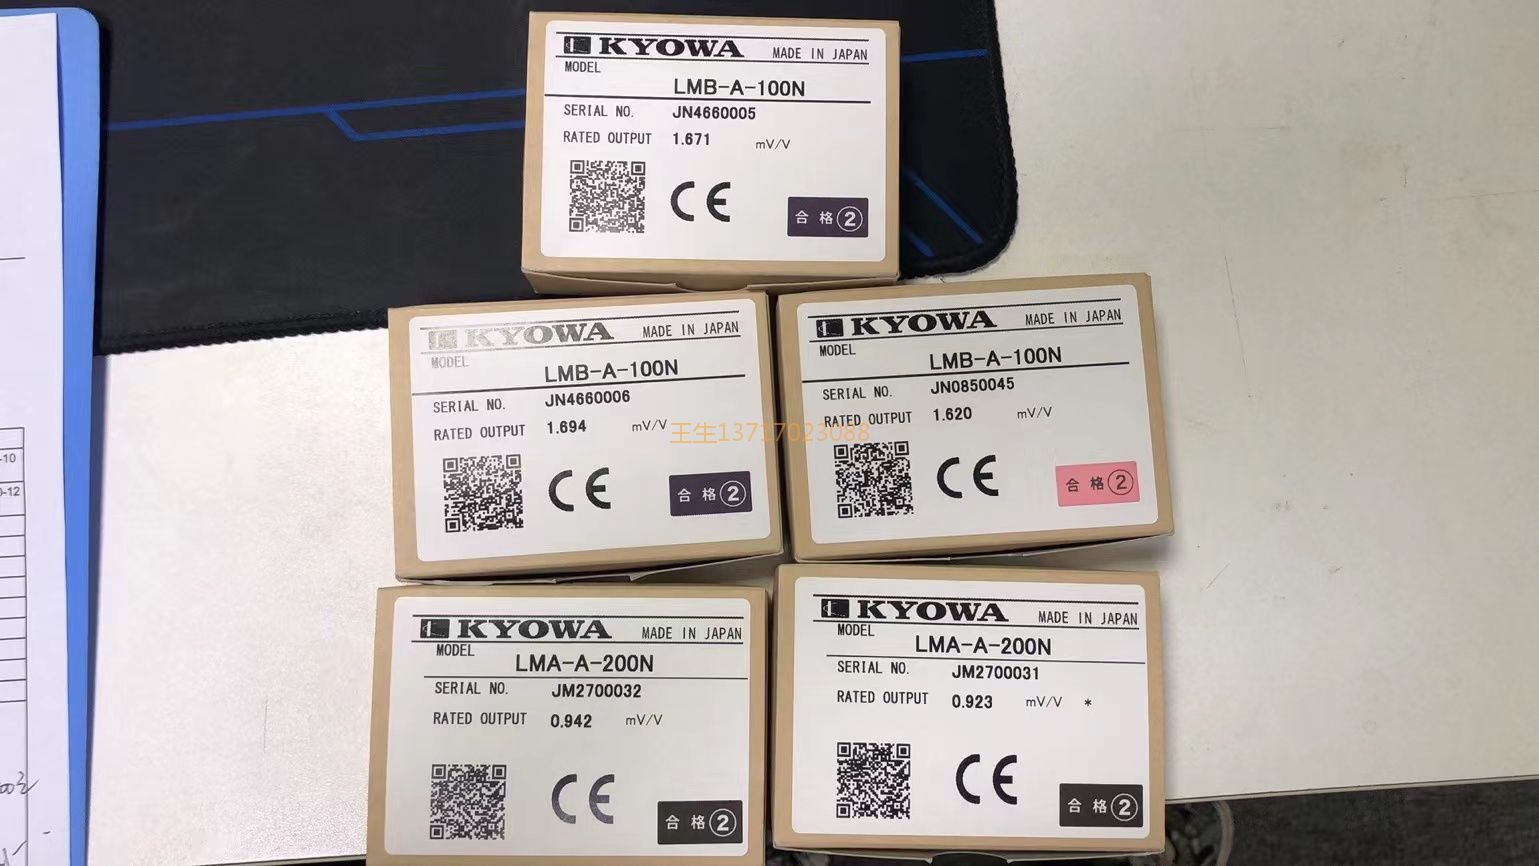 KYOWA MADE IN JAPAN
MODEL
LMB-A-100N
SERIAL NO. JN4660005
RATED OUTPUT 1.671 mV/V
CE
合格②
KYOWA MADE IN JAPAN
MODEL
LMB-A-100N
SERIAL NO. JN4660006
RATED OUTPUT 1.694 mV/V
CE
合格②
KYOWA MADE IN JAPAN
MODEL
LMB-A-100N
SERIAL NO. JN0850045
RATED OUTPUT 1.620 mV/V
CE
合格②
王生13717023088
KYOWA MADE IN JAPAN
MODEL
LMA-A-200N
SERIAL NO. JM2700032
RATED OUTPUT 0.942 mV/V
CE
合格②
KYOWA MADE IN JAPAN
MODEL
LMA-A-200N
SERIAL NO. JM2700031
RATED OUTPUT 0.923 mV/V *
CE
合格②
-10
-12